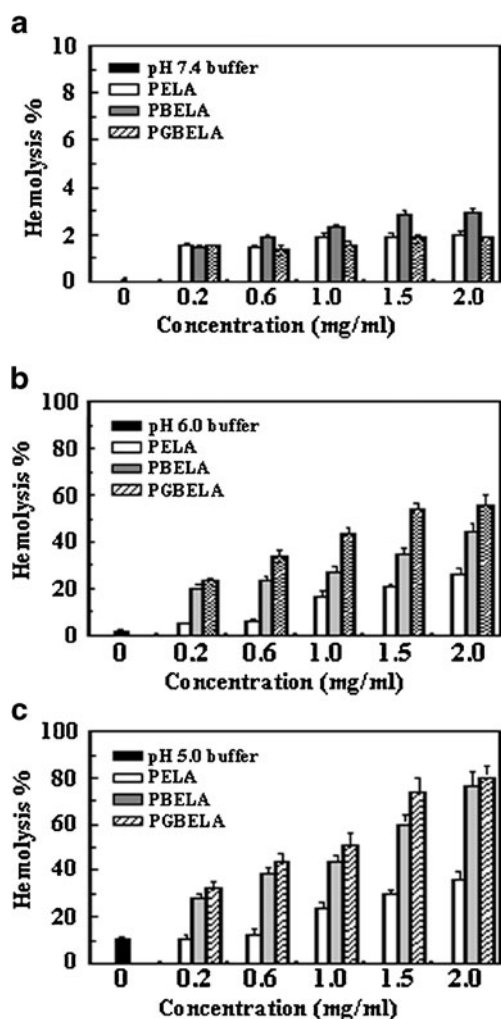 a
Hemolysis %
10
8
6
4
2
0
pH 7.4 buffer
PELA
PBELA
PGBELA
0 0.2 0.6 1.0 1.5 2.0
Concentration (mg/ml)
b
Hemolysis %
100
80
60
40
20
0
pH 6.0 buffer
PELA
PBELA
PGBELA
0 0.2 0.6 1.0 1.5 2.0
Concentration (mg/ml)
c
Hemolysis %
100
80
60
40
20
0
pH 5.0 buffer
PELA
PBELA
PGBELA
0 0.2 0.6 1.0 1.5 2.0
Concentration (mg/ml)